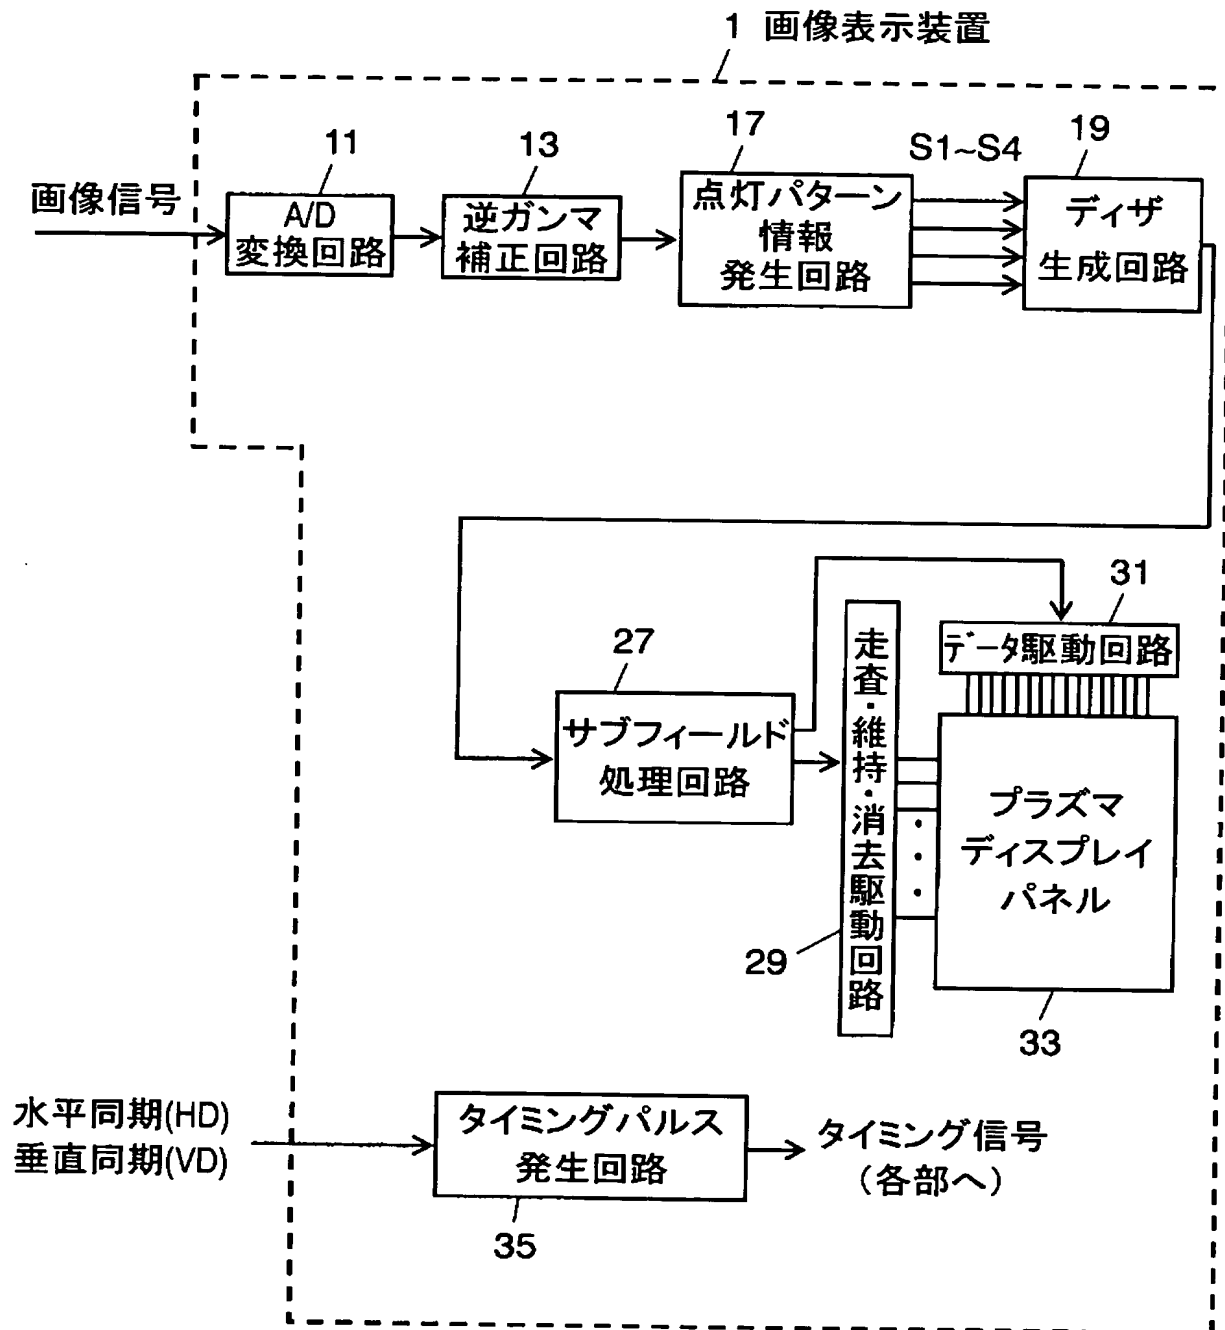 1 画像表示装置
11
13
17
S1~S4
19
画像信号
A/D
変換回路
逆ガンマ
補正回路
点灯パターン
情報
発生回路
ディザ
生成回路
27
サブフィールド
処理回路
31
データ駆動回路
走査・維持・消去駆動回路
29
プラズマ
ディスプレイ
パネル
33
水平同期(HD)
垂直同期(VD)
タイミングパルス
発生回路
35
タイミング信号
(各部へ)